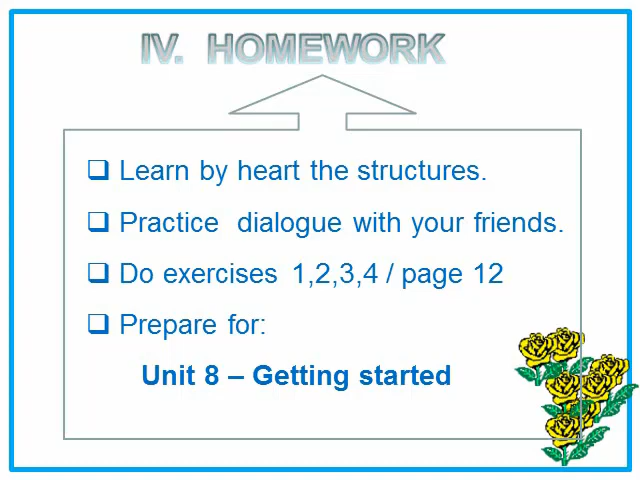 IV. HOMEWORK
❑ Learn by heart the structures.
❑ Practice dialogue with your friends.
❑ Do exercises 1,2,3,4 / page 12
❑ Prepare for:
Unit 8 – Getting started